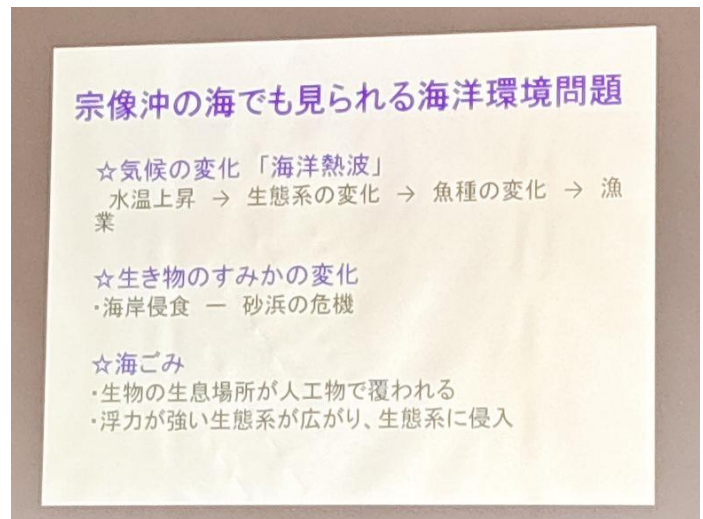 宗像沖の海でも見られる海洋環境問題
☆気候の変化 「海洋熱波」
水温上昇 → 生態系の変化 → 魚種の変化 → 漁
業
☆生き物のすみかの変化
・海岸侵食 ー 砂浜の危機
☆海ごみ
・生物の生息場所が人工物で覆われる
・浮力が強い生態系が広がり、生態系に侵入